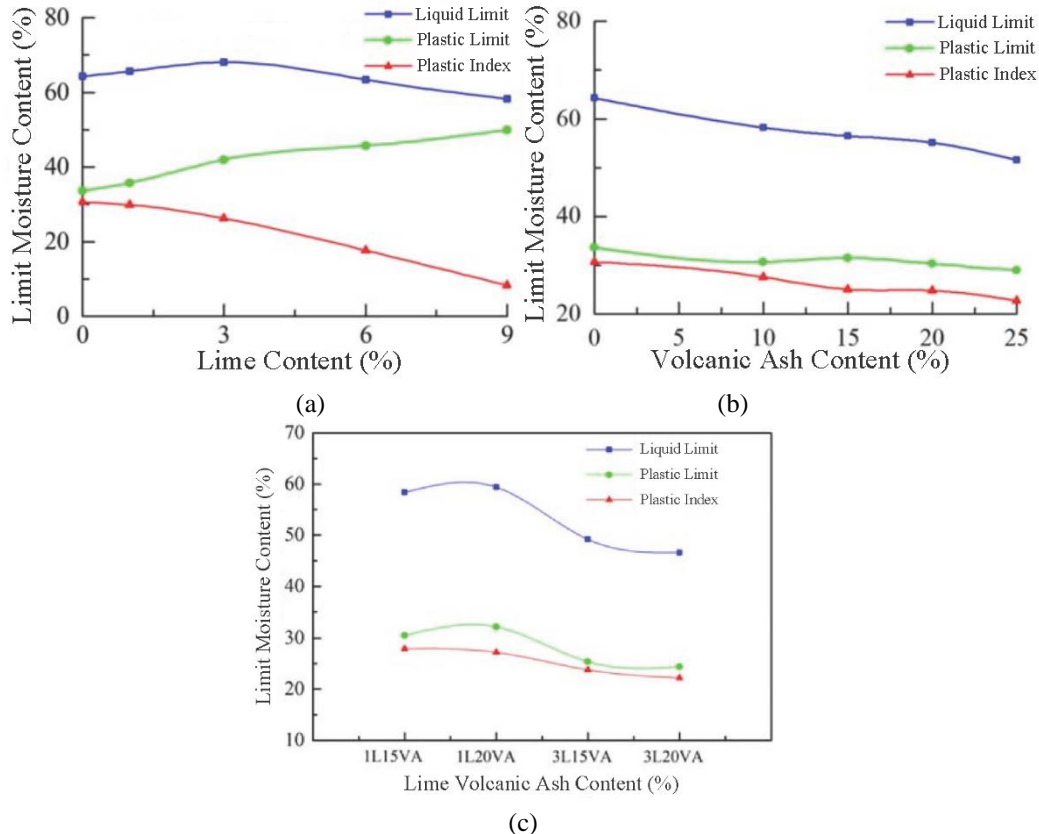 Limit Moisture Content (%)
80
60
40
20
0
Liquid Limit
Plastic Limit
Plastic Index
0
3
6
9
Lime Content (%)
(a)
Limit Moisture Content (%)
80
60
40
20
Liquid Limit
Plastic Limit
Plastic Index
0
5
10
15
20
25
Volcanic Ash Content (%)
(b)
Limit Moisture Content (%)
70
60
50
40
30
20
10
Liquid Limit
Plastic Limit
Plastic Index
1L15VA
1L20VA
3L15VA
3L20VA
Lime Volcanic Ash Content (%)
(c)